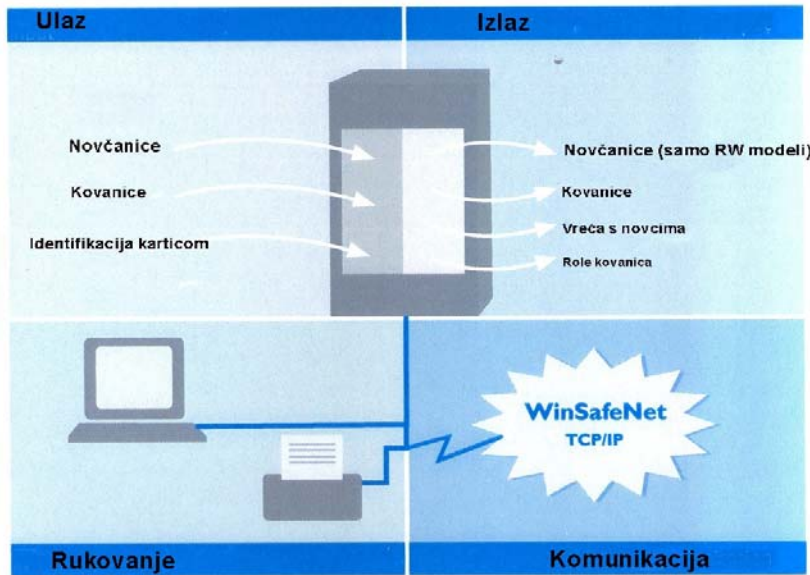 Ulaz
Izlaz
Novčanice
Kovanice
Identifikacija karticom
Novčanice (samo RW modeli)
Kovanice
Vreća s novcima
Role kovanica
WinSafeNet
TCP/IP
Rukovanje
Komunikacija